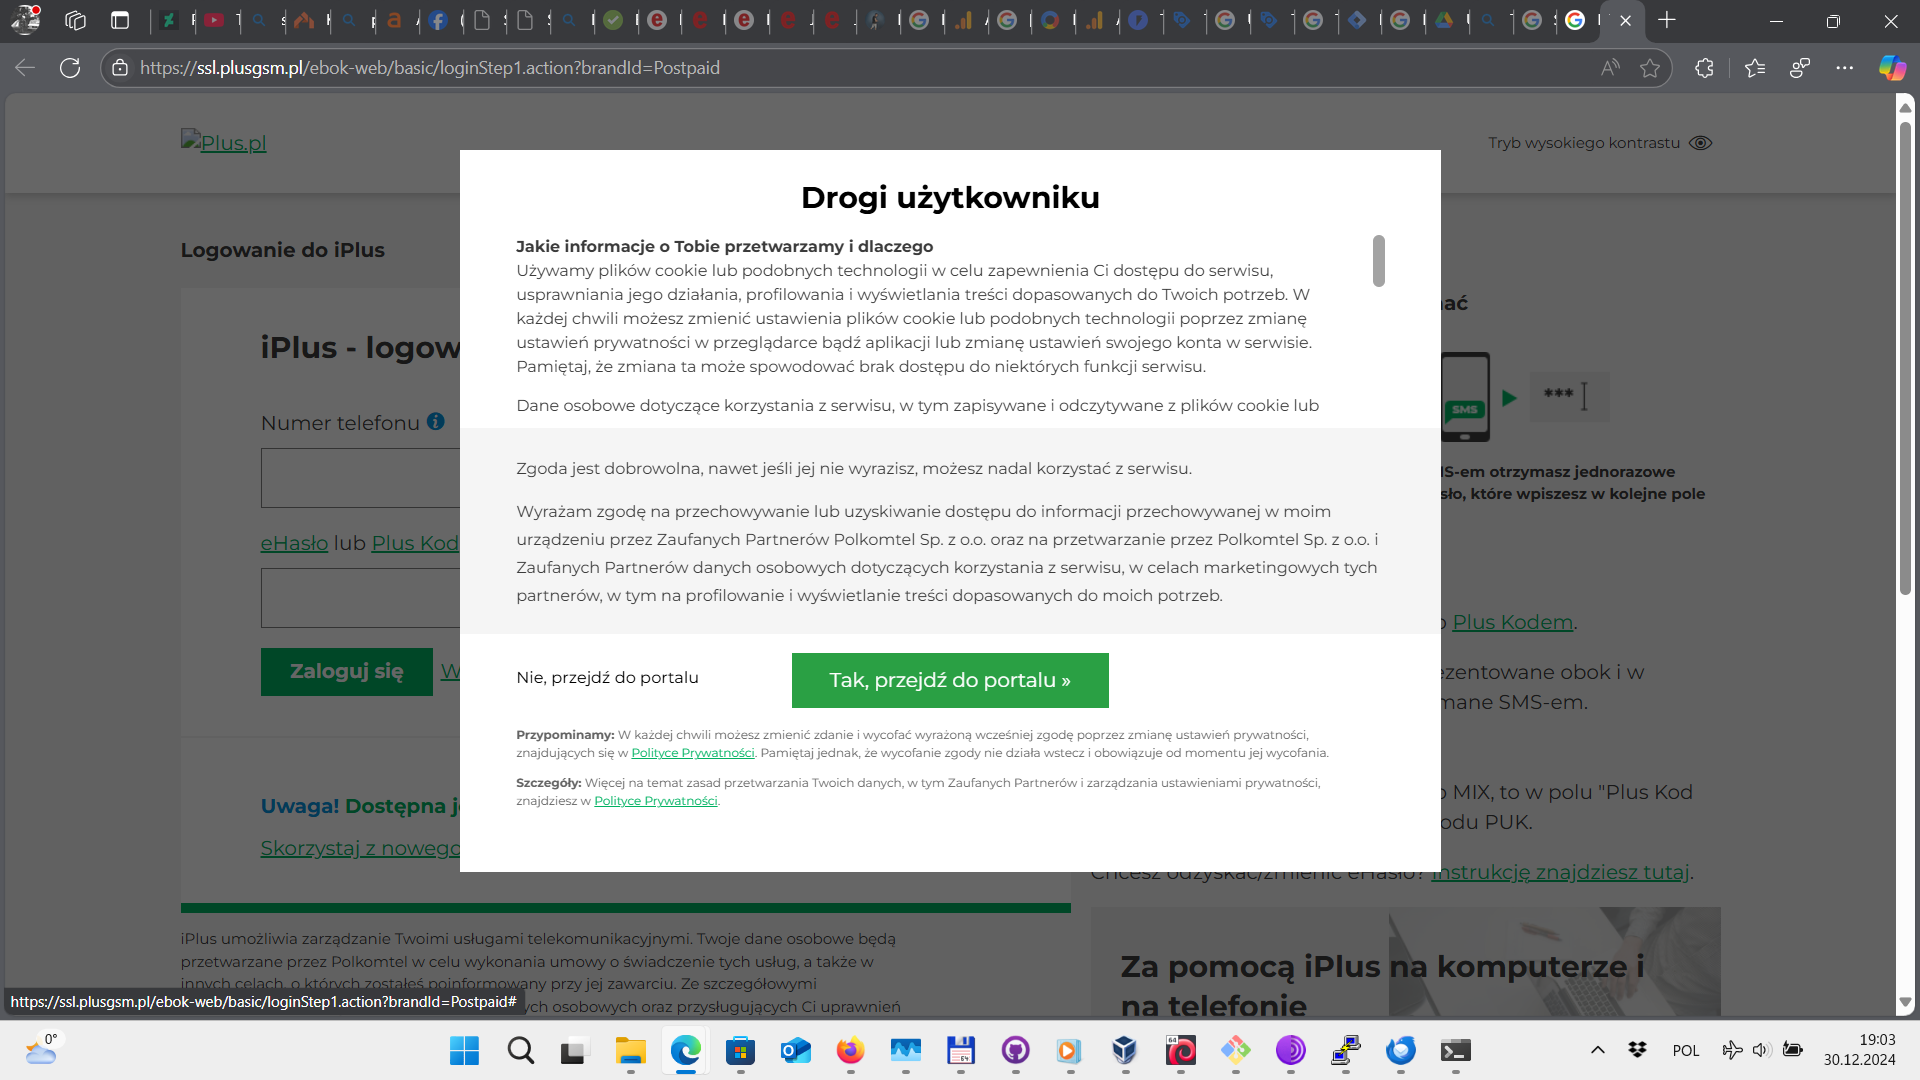 https://ssl.plusgsm.pl/ebok-web/basic/loginStep1.action?brandId=Postpaid
Plus.pl
Tryb wysokiego kontrastu
Logowanie do iPlus
iPlus - logow
Numer telefonu
eHasło lub Plus Kod
Zaloguj się
Uwaga! Dostępna j
Skorzystaj z nowego
Drogi użytkowniku
Jakie informacje o Tobie przetwarzamy i dlaczego
Używamy plików cookie lub podobnych technologii w celu zapewnienia Ci dostępu do serwisu,
usprawniania jego działania, profilowania i wyświetlania treści dopasowanych do Twoich potrzeb. W
każdej chwili możesz zmienić ustawienia plików cookie lub podobnych technologii poprzez zmianę
ustawień prywatności w przeglądarce bądź aplikacji lub zmianę ustawień swojego konta w serwisie.
Pamiętaj, że zmiana ta może spowodować brak dostępu do niektórych funkcji serwisu.
Dane osobowe dotyczące korzystania z serwisu, w tym zapisywane i odczytywane z plików cookie lub
Zgoda jest dobrowolna, nawet jeśli jej nie wyrazisz, możesz nadal korzystać z serwisu.
Wyrażam zgodę na przechowywanie lub uzyskiwanie dostępu do informacji przechowywanej w moim
urządzeniu przez Zaufanych Partnerów Polkomtel Sp. z o.o. oraz na przetwarzanie przez Polkomtel Sp. z o.o. i
Zaufanych Partnerów danych osobowych dotyczących korzystania z serwisu, w celach marketingowych tych
partnerów, w tym na profilowanie i wyświetlanie treści dopasowanych do moich potrzeb.
Nie, przejdź do portalu
Tak, przejdź do portalu »
Przypominamy: W każdej chwili możesz zmienić zdanie i wycofać wyrażoną wcześniej zgodę poprzez zmianę ustawień prywatności,
znajdujących się w Polityce Prywatności. Pamiętaj jednak, że wycofanie zgody nie działa wstecz i obowiązuje od momentu jej wycofania.
Szczegóły: Więcej na temat zasad przetwarzania Twoich danych, w tym Zaufanych Partnerów i zarządzania ustawieniami prywatności,
znajdziesz w Polityce Prywatności.
nać
SMS
***
S-em otrzymasz jednorazowe
sło, które wpiszesz w kolejne pole
o Plus Kodem.
ezentowane obok i w
mane SMS-em.
o MIX, to w polu "Plus Kod
odu PUK.
Chcesz odzyskać/zmienić eHasło? Instrukcję znajdziesz tutaj.
Za pomocą iPlus na komputerze i
na telefonie
iPlus umożliwia zarządzanie Twoimi usługami telekomunikacyjnymi. Twoje dane osobowe będą
przetwarzane przez Polkomtel w celu wykonania umowy o świadczenie tych usług, a także w
innych celach, o których zostałeś poinformowany przy jej zawarciu. Ze szczegółowymi
ych osobowych oraz przysługujących Ci uprawnień
https://ssl.plusgsm.pl/ebok-web/basic/loginStep1.action?brandId=Postpaid#
0°
POL
19:03
30.12.2024